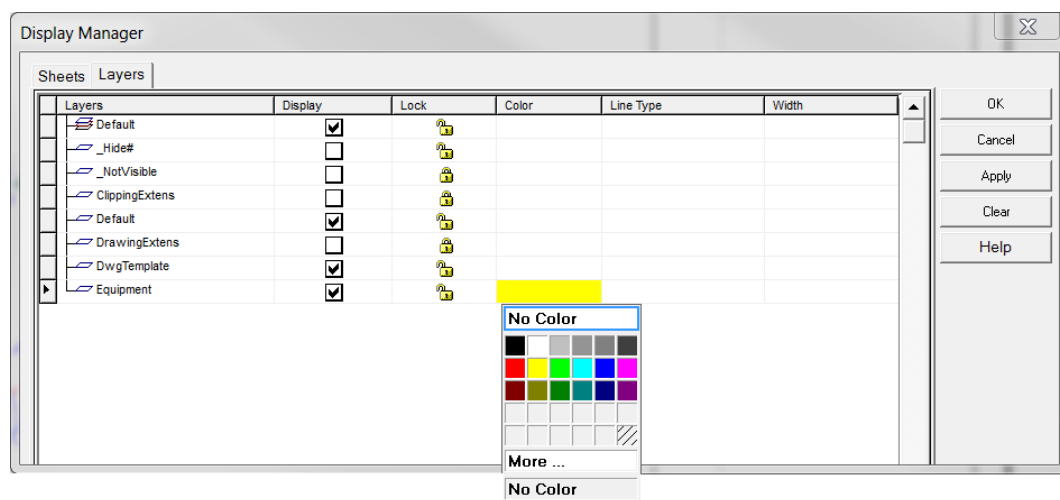 Display Manager
Sheets Layers
Layers Display Lock Color Line Type Width
Default
_Hide#
_NotVisible
ClippingExtens
Default
DrawingExtens
DwgTemplate
Equipment
No Color
More ...
No Color
OK
Cancel
Apply
Clear
Help